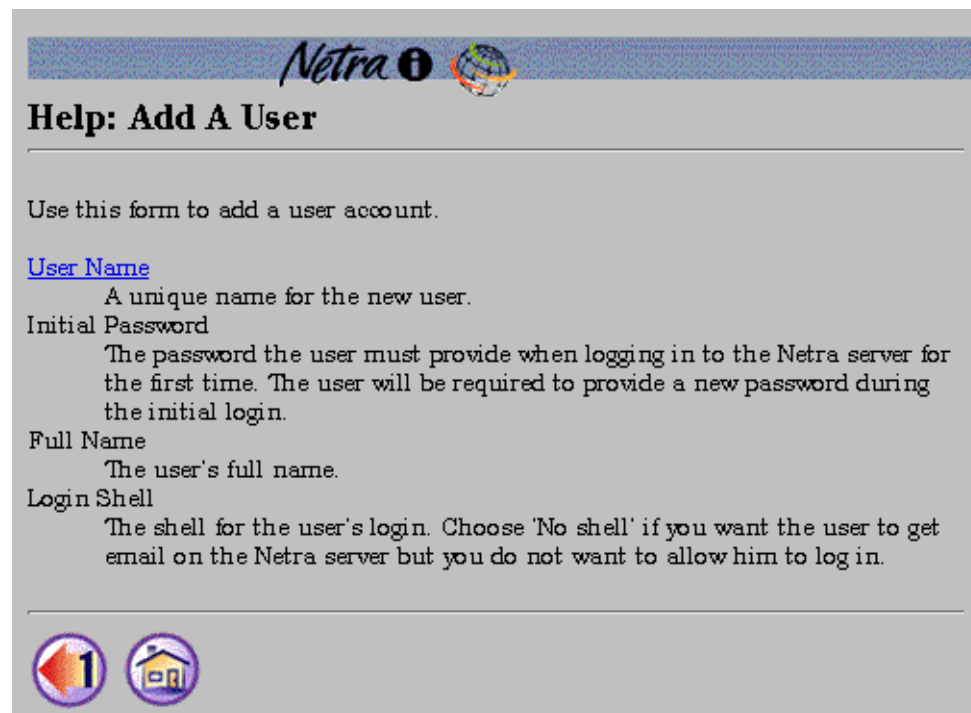 Netra i
Help: Add A User
Use this form to add a user account.
User Name
A unique name for the new user.
Initial Password
The password the user must provide when logging in to the Netra server for
the first time. The user will be required to provide a new password during
the initial login.
Full Name
The user's full name.
Login Shell
The shell for the user's login. Choose 'No shell' if you want the user to get
email on the Netra server but you do not want to allow him to log in.
1